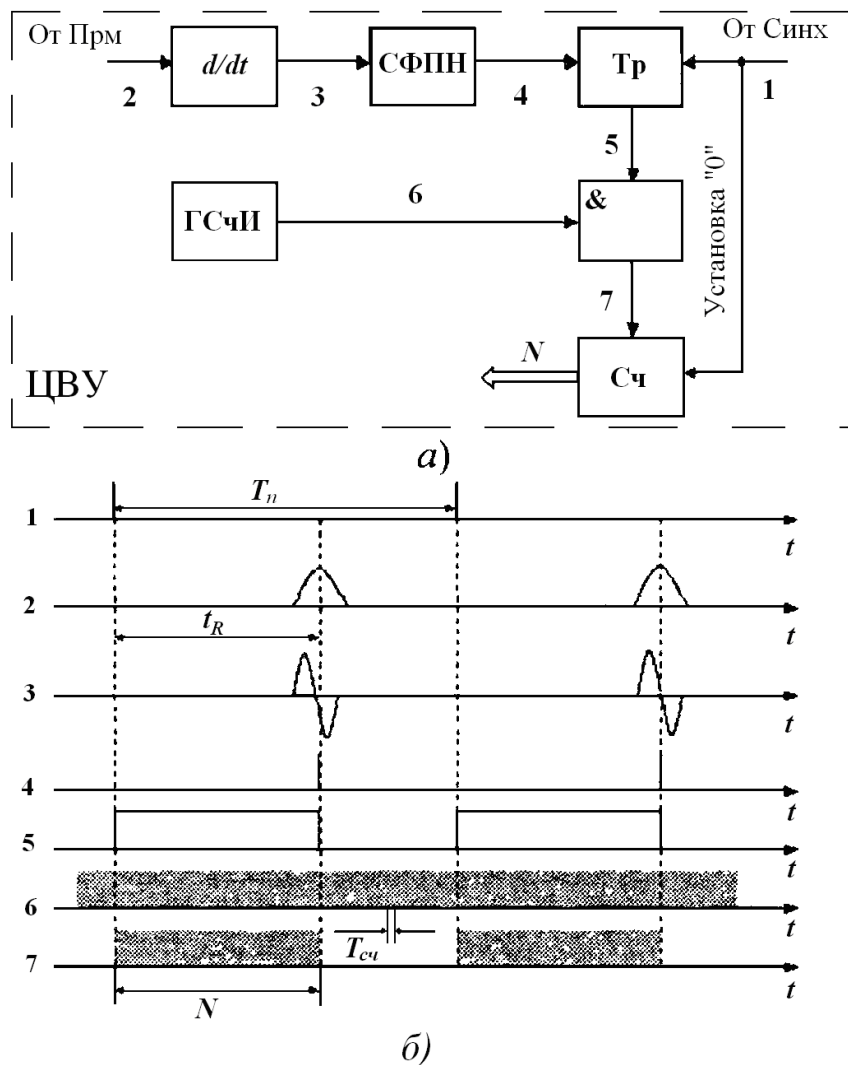 От Прм
От Синх
d/dt
СФПН
Тр
2
3
4
1
5
Установка "0"
ГСчИ
6
&
7
N
Сч
ЦВУ
а)
Tп
1
t
2
t
tR
3
t
4
t
5
t
6
t
Tсч
7
t
N
б)